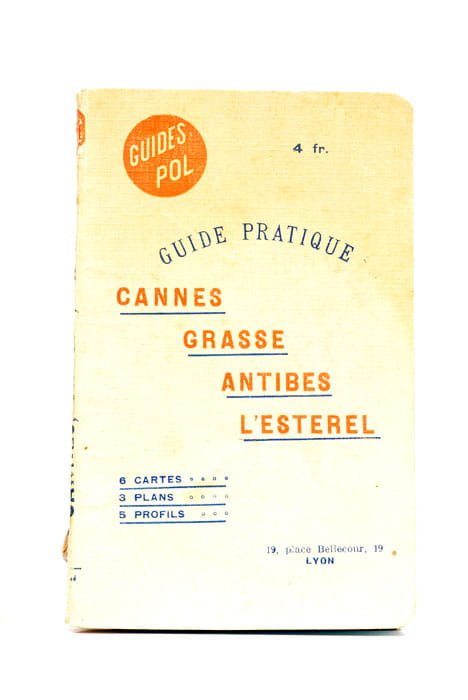 GUIDES
POL
4 fr.
GUIDE PRATIQUE
CANNES
GRASSE
ANTIBES
L'ESTEREL
6 CARTES
3 PLANS
5 PROFILS
19, place Bellecour, 19
LYON